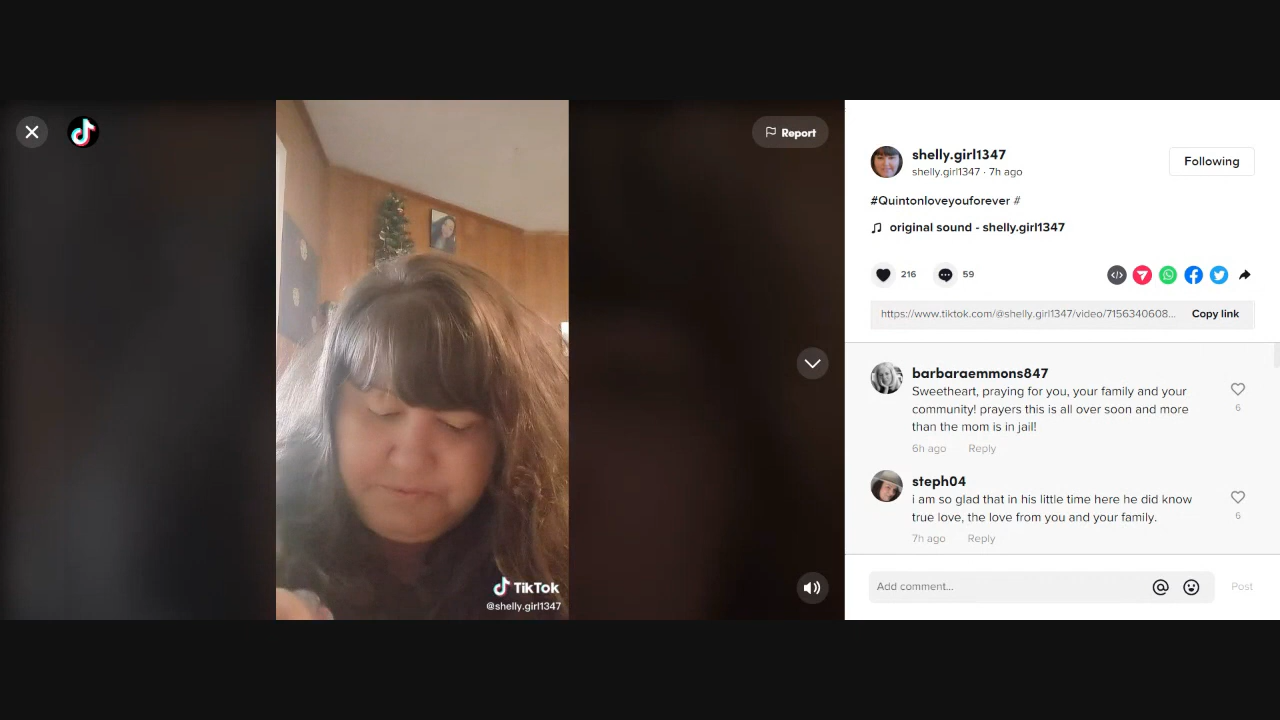 Report
TikTok
@shelly.girl1347
shelly.girl1347
shelly.girl1347 · 7h ago
Following
#Quintonloveyouforever #
original sound - shelly.girl1347
216
59
https://www.tiktok.com/@shelly.girl1347/video/7156340608...
Copy link
barbaraemmons847
Sweetheart, praying for you, your family and your
community! prayers this is all over soon and more
than the mom is in jail!
6
6h ago
Reply
steph04
i am so glad that in his little time here he did know
true love, the love from you and your family.
6
7h ago
Reply
Add comment...
Post